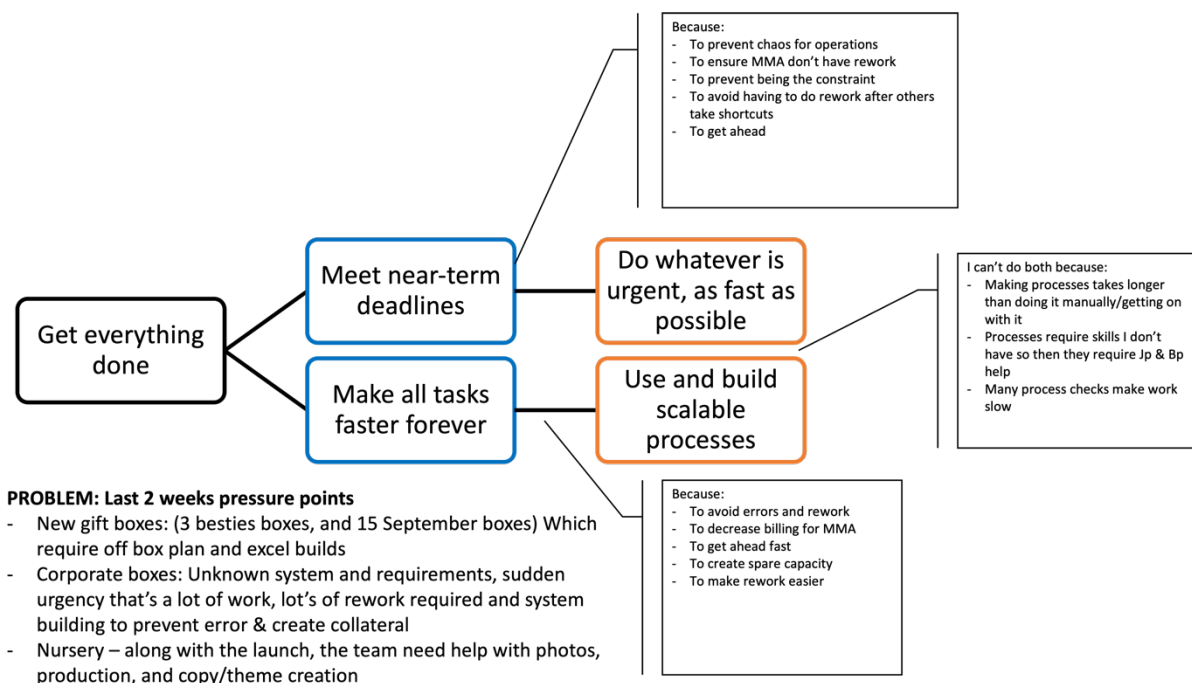 Because:
- To prevent chaos for operations
- To ensure MMA don't have rework
- To prevent being the constraint
- To avoid having to do rework after others
take shortcuts
- To get ahead
Meet near-term
deadlines
Do whatever is
urgent, as fast as
possible
I can't do both because:
- Making processes takes longer
than doing it manually/getting on
with it
- Processes require skills I don't
have so then they require Jp & Bp
help
- Many process checks make work
slow
Get everything
done
Make all tasks
faster forever
Use and build
scalable
processes
PROBLEM: Last 2 weeks pressure points
- New gift boxes: (3 besties boxes, and 15 September boxes) Which
require off box plan and excel builds
- Corporate boxes: Unknown system and requirements, sudden
urgency that's a lot of work, lot's of rework required and system
building to prevent error & create collateral
- Nursery – along with the launch, the team need help with photos,
production, and copy/theme creation
Because:
- To avoid errors and rework
- To decrease billing for MMA
- To get ahead fast
- To create spare capacity
- To make rework easier